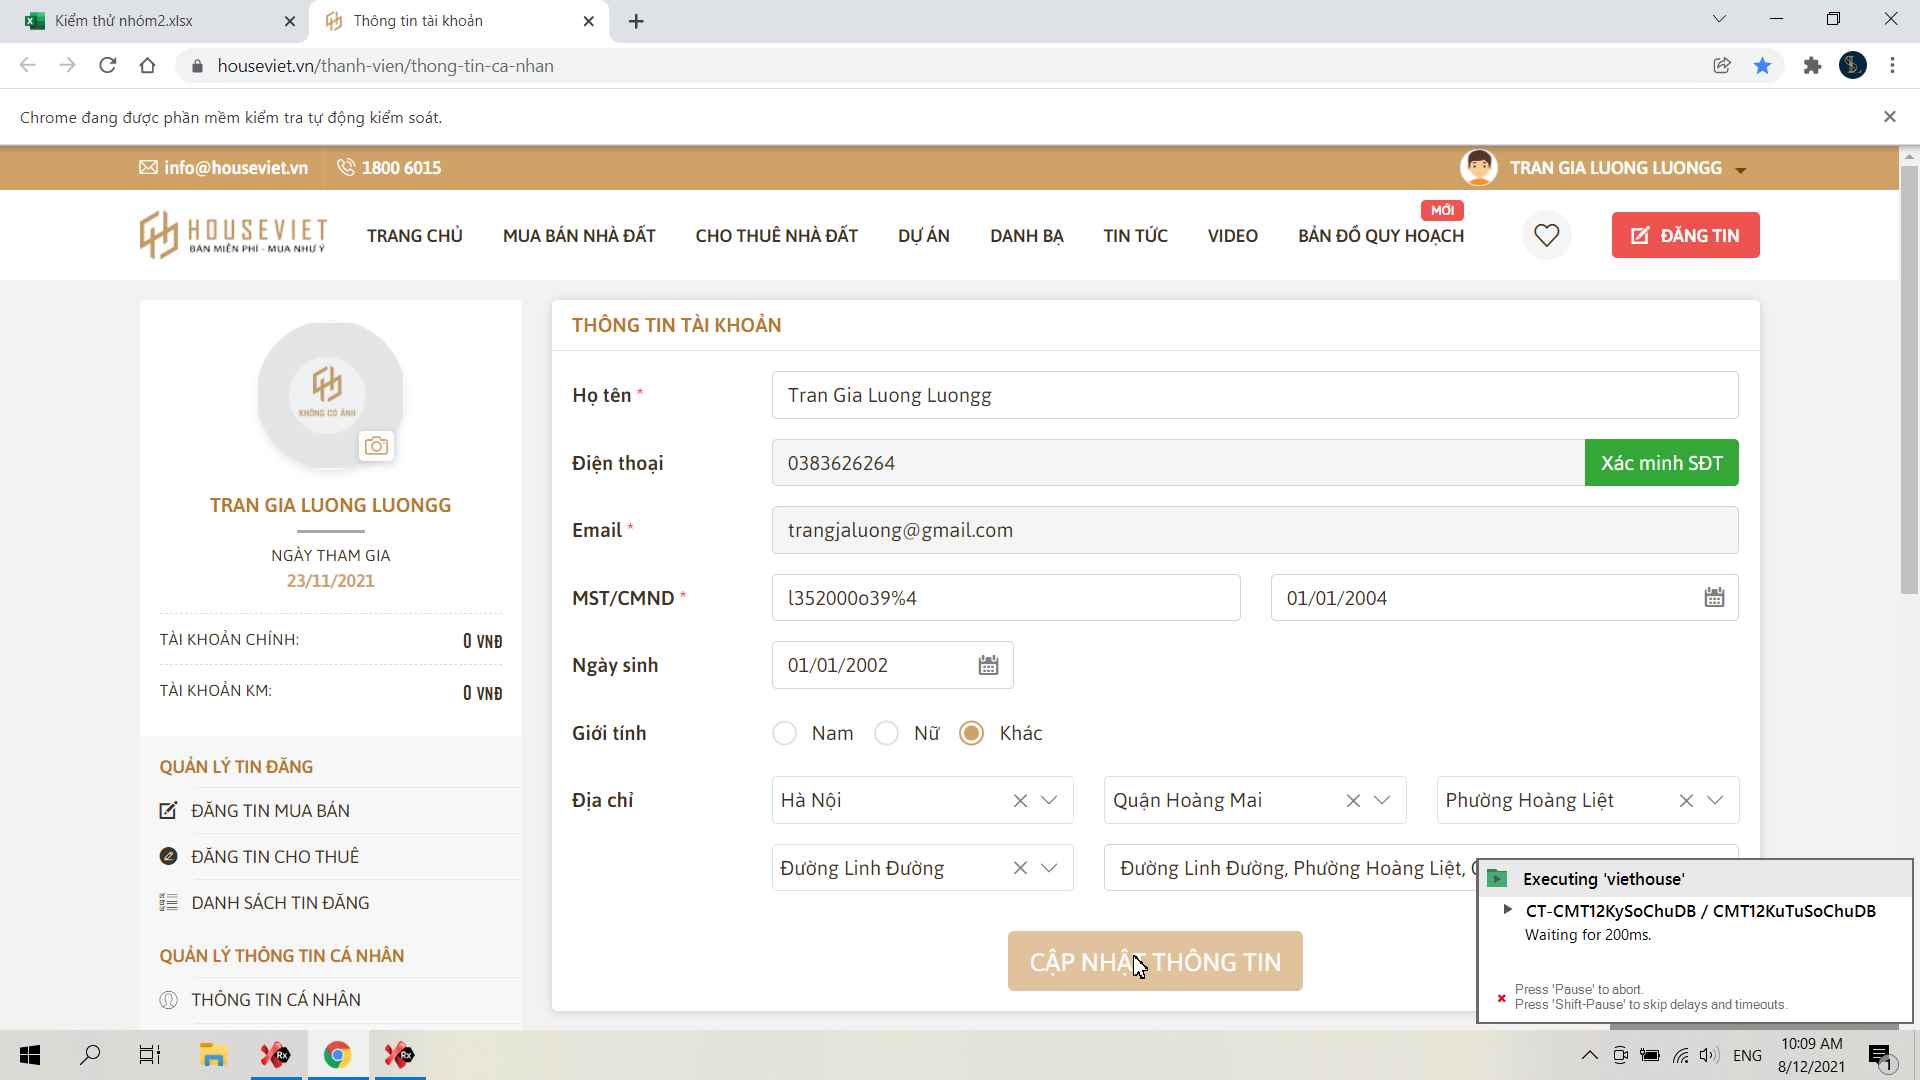 Kiểm thử nhóm2.xlsx
Thông tin tài khoản
houseviet.vn/thanh-vien/thong-tin-ca-nhan
Chrome đang được phần mềm kiểm tra tự động kiểm soát.
info@houseviet.vn
1800 6015
TRAN GIA LUONG LUONGG
HOUSEVIET
BÁN MIỄN PHÍ - MUA NHƯ Ý
TRANG CHỦ
MUA BÁN NHÀ ĐẤT
CHO THUÊ NHÀ ĐẤT
DỰ ÁN
DANH BẠ
TIN TỨC
VIDEO
MỚI
BẢN ĐỒ QUY HOẠCH
ĐĂNG TIN
KHÔNG CÓ ẢNH
TRAN GIA LUONG LUONGG
NGÀY THAM GIA
23/11/2021
TÀI KHOẢN CHÍNH: 0 VNĐ
TÀI KHOẢN KM: 0 VNĐ
QUẢN LÝ TIN ĐĂNG
ĐĂNG TIN MUA BÁN
ĐĂNG TIN CHO THUÊ
DANH SÁCH TIN ĐĂNG
QUẢN LÝ THÔNG TIN CÁ NHÂN
THÔNG TIN CÁ NHÂN
THÔNG TIN TÀI KHOẢN
Họ tên * Tran Gia Luong Luongg
Điện thoại 0383626264 Xác minh SĐT
Email * trangjaluong@gmail.com
MST/CMND * l352000o39%4 01/01/2004
Ngày sinh 01/01/2002
Giới tính Nam Nữ Khác
Địa chỉ Hà Nội Quận Hoàng Mai Phường Hoàng Liệt
Đường Linh Đường Đường Linh Đường, Phường Hoàng Liệt,
CẬP NHẬT THÔNG TIN
Executing 'viethouse'
CT-CMT12KySoChuDB / CMT12KuTuSoChuDB
Waiting for 200ms.
Press 'Pause' to abort.
Press 'Shift-Pause' to skip delays and timeouts.
Rx
Rx
ENG
10:09 AM
8/12/2021
1